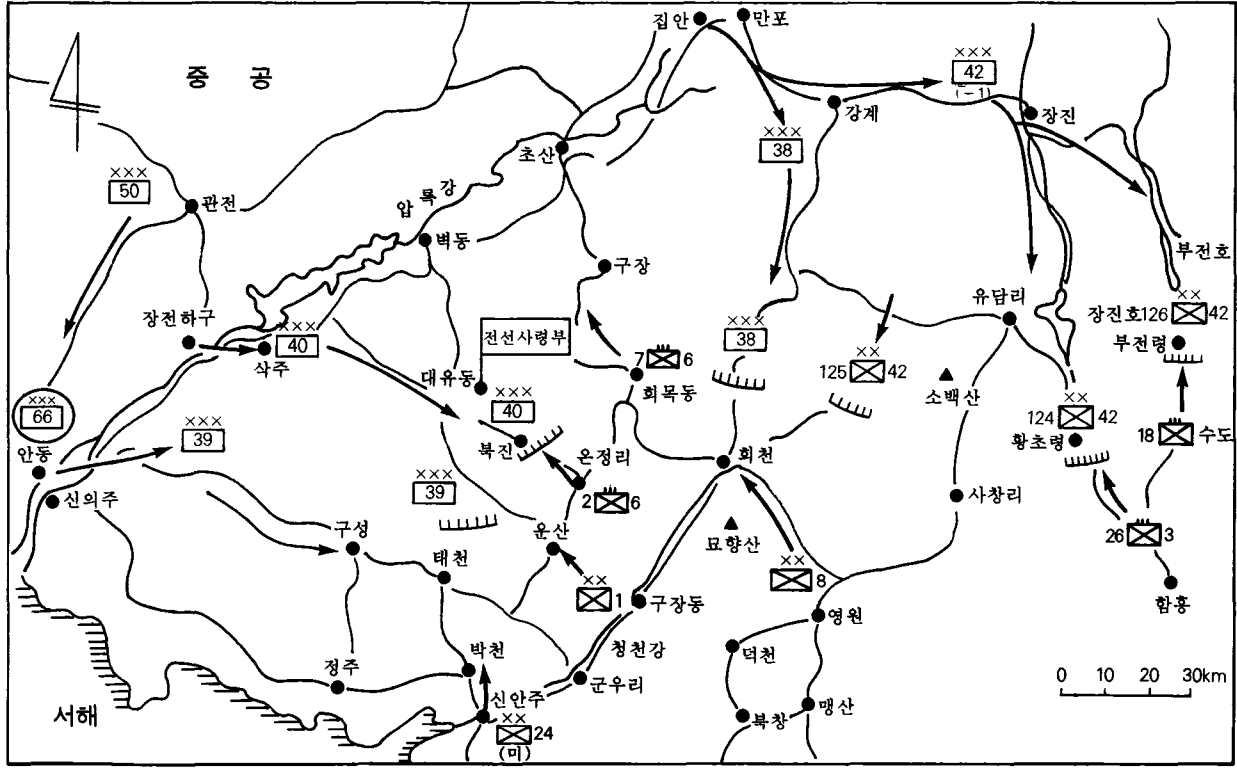 집안
만포
중 공
×××
42
(-1)
강계
장진
×××
38
초산
×××
50
관전
압록강
벽동
구장
부전호
유담리
장진호
××
126 42
부전령
장전하구
×××
40
삭주
전선사령부
대유동
7 6
희목동
×××
38
××
125 42
소백산
×××
66
안동
×××
39
신의주
×××
40
북진
온정리
2 6
희천
××
124 42
황초령
18 수도
×××
39
사창리
구성
태천
운산
묘향산
××
1
××
8
26 3
구장동
함흥
영원
청천강
덕천
박천
정주
군우리
신안주
서해
××
24
(미)
북창
맹산
0 10 20 30km